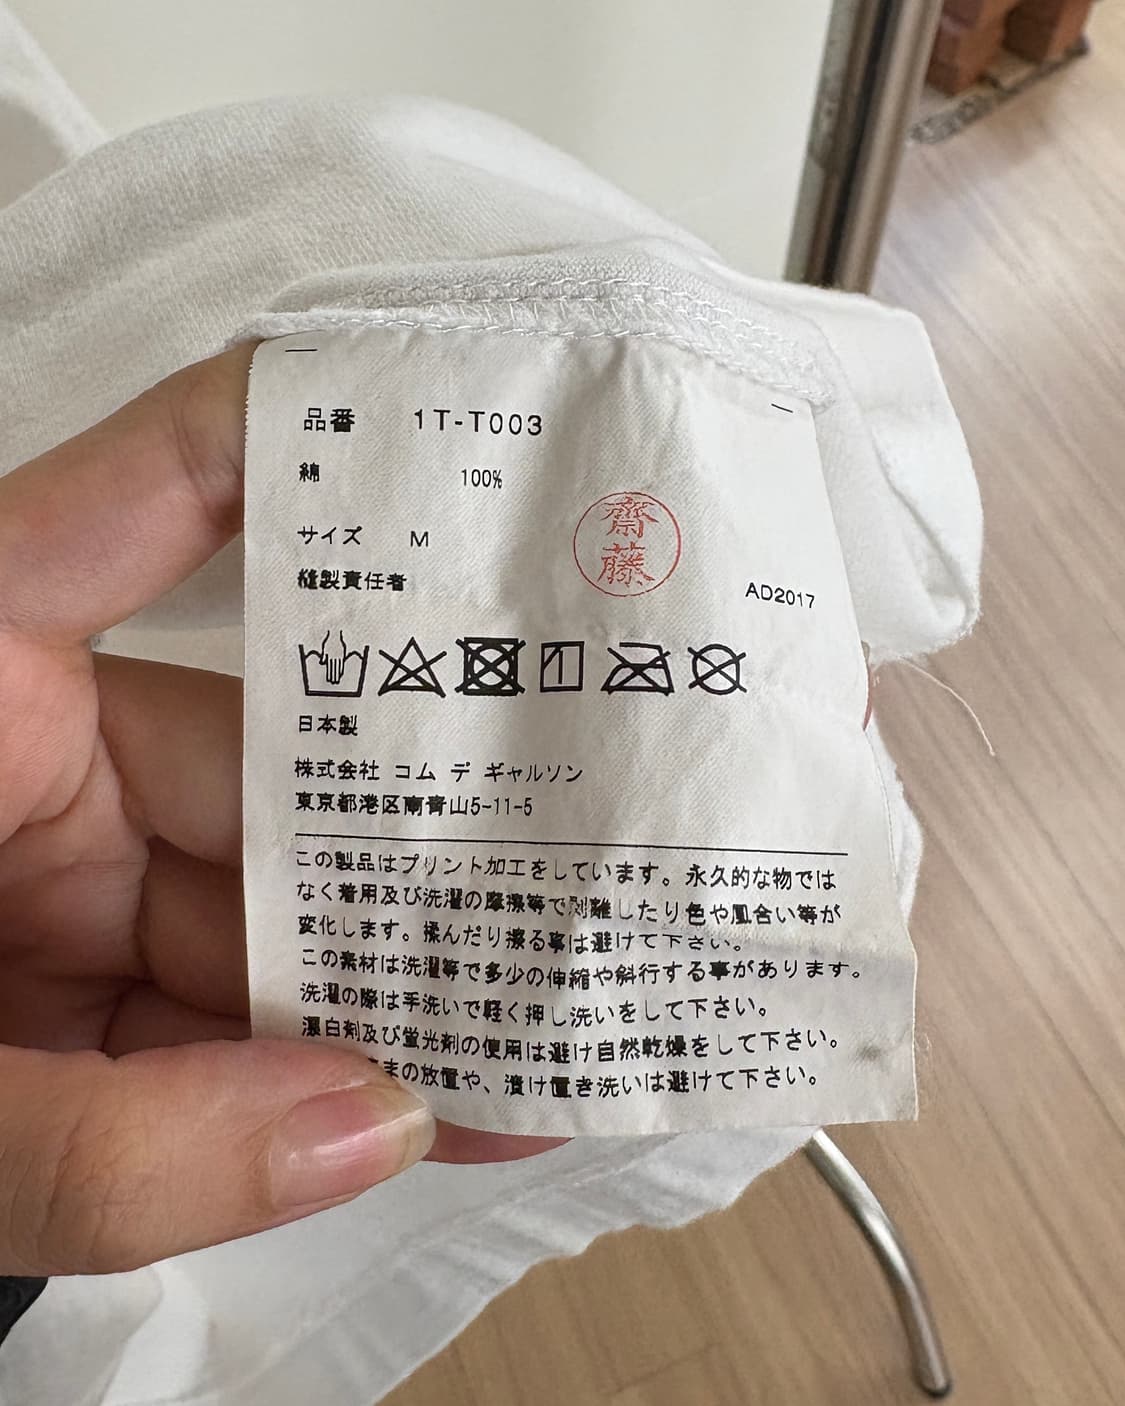 品番 1T-T003
綿 100%
サイズ M
齋藤
縫製責任者
AD2017
日本製
株式会社 コム デ ギャルソン
東京都港区南青山5-11-5
この製品はプリント加工をしています。永久的な物では
なく着用及び洗濯の摩擦等で剥離したり色や風合い等が
変化します。揉んだり擦る事は避けて下さい。
この素材は洗濯等で多少の伸縮や斜行する事があります。
洗濯の際は手洗いで軽く押し洗いをして下さい。
漂白剤及び蛍光剤の使用は避け自然乾燥をして下さい。
まの放置や、漬け置き洗いは避けて下さい。